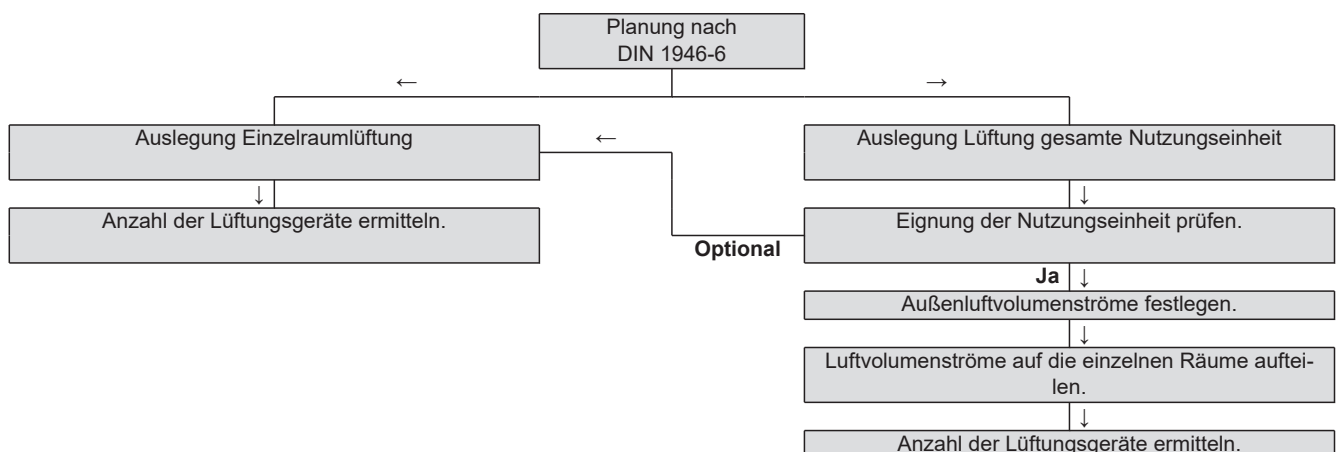 Planung nach
DIN 1946-6
← →
Auslegung Einzelraumlüftung
←
Auslegung Lüftung gesamte Nutzungseinheit
↓
↓
Anzahl der Lüftungsgeräte ermitteln.
Eignung der Nutzungseinheit prüfen.
Optional
Ja ↓
Außenluftvolumenströme festlegen.
↓
Luftvolumenströme auf die einzelnen Räume auftei-
len.
↓
Anzahl der Lüftungsgeräte ermitteln.